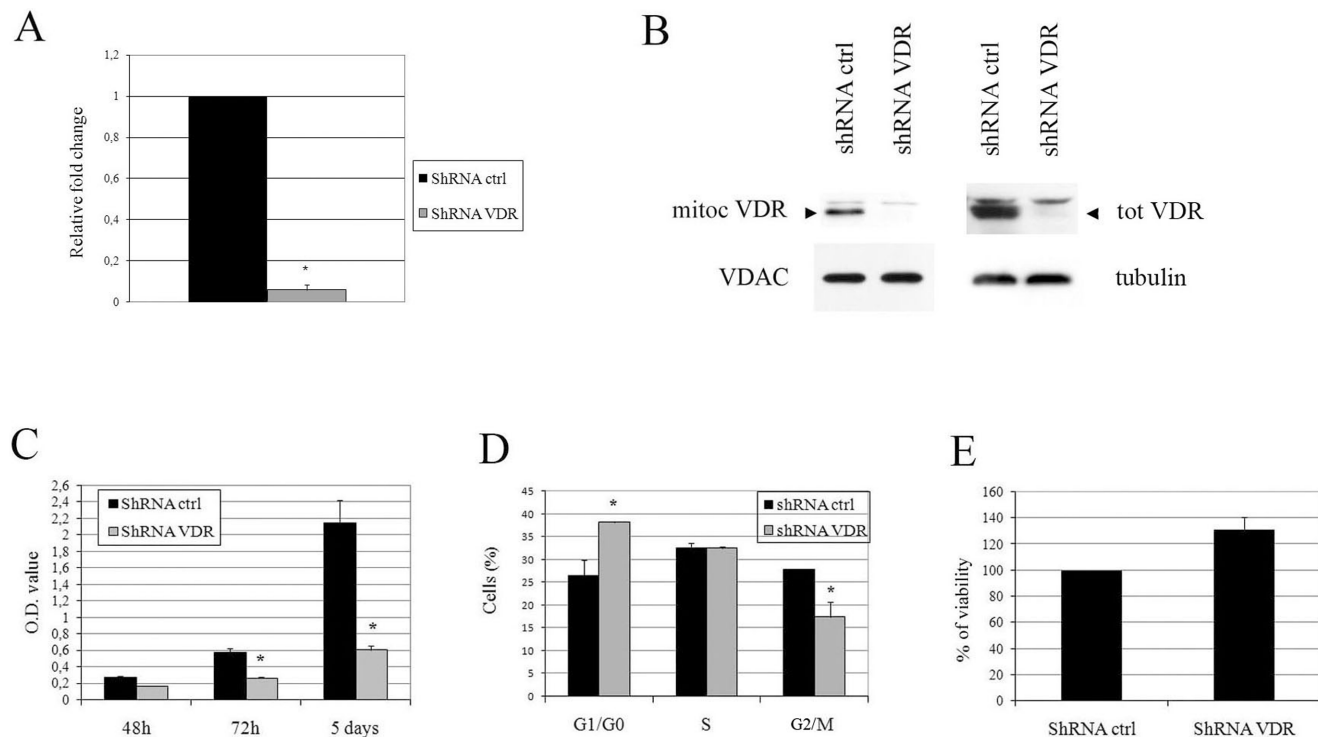 A
Relative fold change
1,2
1
0,8
0,6
0,4
0,2
0
*
ShRNA ctrl
ShRNA VDR
B
shRNA ctrl
shRNA VDR
shRNA ctrl
shRNA VDR
mitoc VDR
tot VDR
VDAC
tubulin
C
O.D. value
2,6
2,4
2,2
2
1,8
1,6
1,4
1,2
1
0,8
0,6
0,4
0,2
0
ShRNA ctrl
ShRNA VDR
*
*
48h
72h
5 days
D
Cells (%)
45
40
35
30
25
20
15
10
5
0
*
*
shRNA ctrl
shRNA VDR
G1/G0
S
G2/M
E
% of viability
160
140
120
100
80
60
40
20
0
ShRNA ctrl
ShRNA VDR